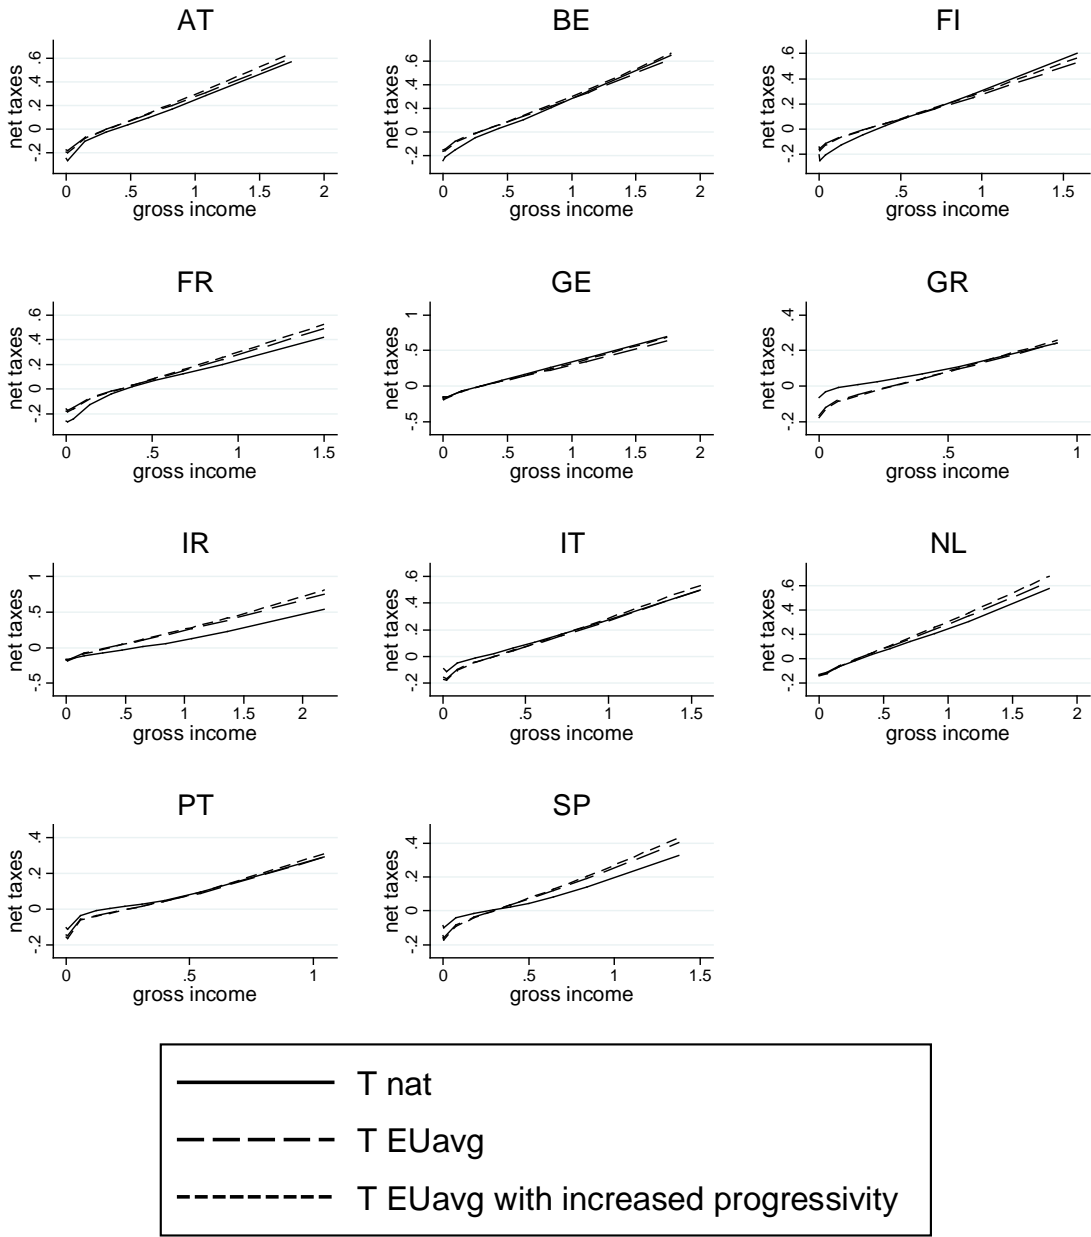 AT
BE
FI
net taxes
-.2 0 .2 .4 .6
0 .5 1 1.5 2
gross income
net taxes
-.2 0 .2 .4 .6
0 .5 1 1.5 2
gross income
net taxes
-.2 0 .2 .4 .6
0 .5 1 1.5
gross income
FR
GE
GR
net taxes
-.2 0 .2 .4 .6
0 .5 1 1.5
gross income
net taxes
-.5 0 .5 1
0 .5 1 1.5 2
gross income
net taxes
-.2 0 .2 .4
0 .5 1
gross income
IR
IT
NL
net taxes
-.5 0 .5 1
0 .5 1 1.5 2
gross income
net taxes
-.2 0 .2 .4 .6
0 .5 1 1.5
gross income
net taxes
-.2 0 .2 .4 .6
0 .5 1 1.5 2
gross income
PT
SP
net taxes
-.2 0 .2 .4
0 .5 1
gross income
net taxes
-.2 0 .2 .4
0 .5 1 1.5
gross income
T nat
T EUavg
T EUavg with increased progressivity